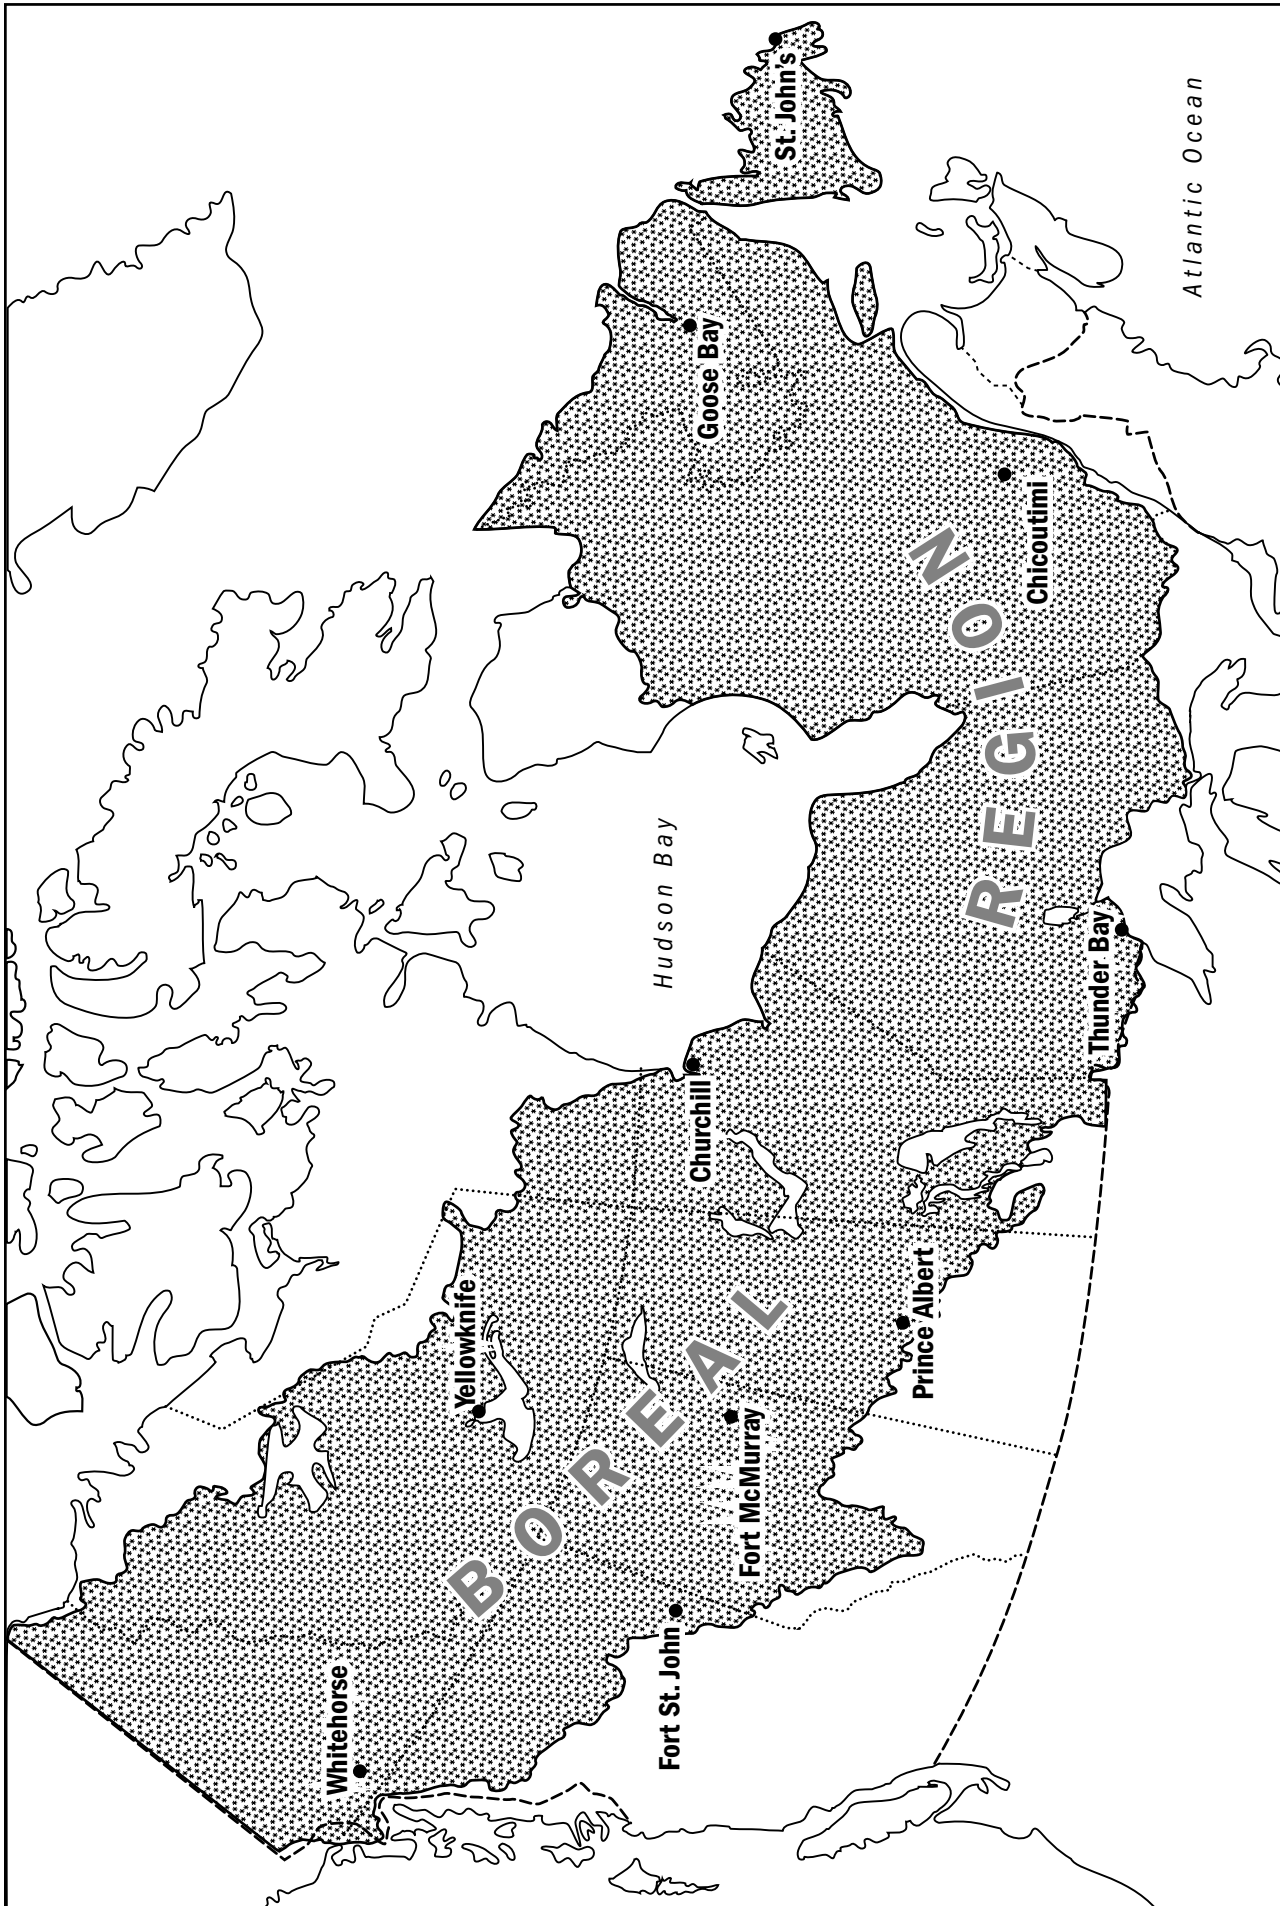 Whitehorse
Yellowknife
BOREAL
REGION
Fort St. John
Fort McMurray
Prince Albert
Churchill
Hudson Bay
Thunder Bay
Chicoutimi
Goose Bay
St. John's
Atlantic Ocean